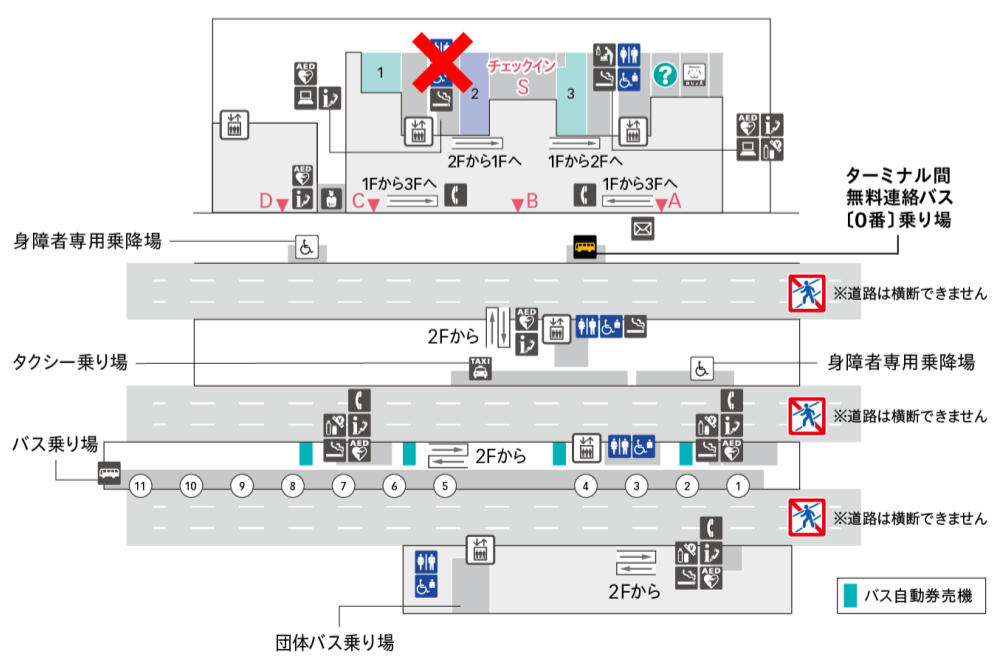 AED
1
2
チェックイン
S
3
?
AED
2Fから1Fへ
1Fから2Fへ
AED
1Fから3Fへ
1Fから3Fへ
D
C
B
A
ターミナル間
無料連絡バス
〔0番〕乗り場
身障者専用乗降場
※道路は横断できません
2Fから
AED
タクシー乗り場
TAXI
身障者専用乗降場
※道路は横断できません
バス乗り場
AED
2Fから
AED
11
10
9
8
7
6
5
4
3
2
1
※道路は横断できません
AED
2Fから
バス自動券売機
団体バス乗り場